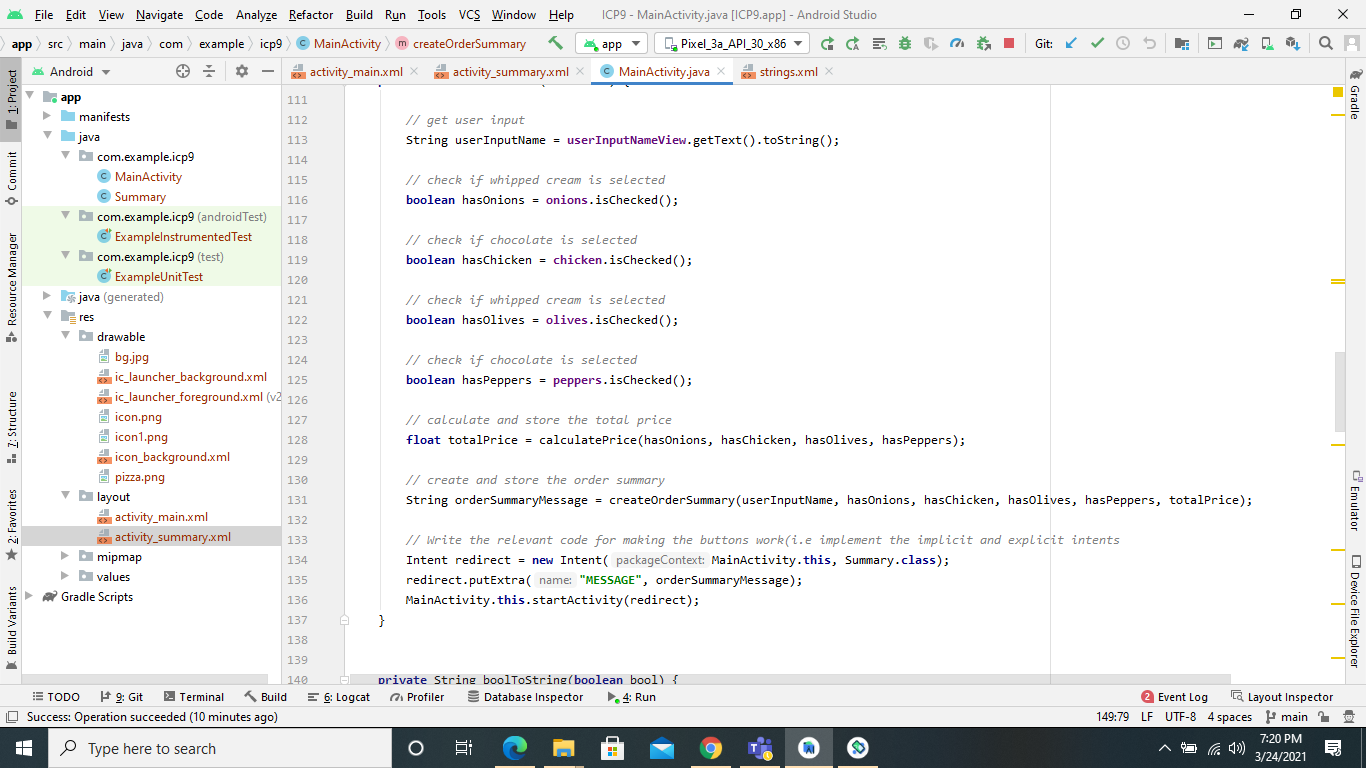 File Edit View Navigate Code Analyze Refactor Build Run Tools VCS Window Help ICP9 - MainActivity.java [ICP9.app] - Android Studio
app src main java com example icp9 MainActivity createOrderSummary app Pixel_3a_API_30_x86 Git:
Android activity_main.xml activity_summary.xml MainActivity.java strings.xml
1: Project
Commit
Resource Manager
7: Structure
2: Favorites
Build Variants
app
manifests
java
com.example.icp9
MainActivity
Summary
com.example.icp9 (androidTest)
ExampleInstrumentedTest
com.example.icp9 (test)
ExampleUnitTest
java (generated)
res
drawable
bg.jpg
ic_launcher_background.xml
ic_launcher_foreground.xml (v2
icon.png
icon1.png
icon_background.xml
pizza.png
layout
activity_main.xml
activity_summary.xml
mipmap
values
Gradle Scripts
111
112 // get user input
113 String userInputName = userInputNameView.getText().toString();
114
115 // check if whipped cream is selected
116 boolean hasOnions = onions.isChecked();
117
118 // check if chocolate is selected
119 boolean hasChicken = chicken.isChecked();
120
121 // check if whipped cream is selected
122 boolean hasOlives = olives.isChecked();
123
124 // check if chocolate is selected
125 boolean hasPeppers = peppers.isChecked();
126
127 // calculate and store the total price
128 float totalPrice = calculatePrice(hasOnions, hasChicken, hasOlives, hasPeppers);
129
130 // create and store the order summary
131 String orderSummaryMessage = createOrderSummary(userInputName, hasOnions, hasChicken, hasOlives, hasPeppers, totalPrice);
132
133 // Write the relevant code for making the buttons work(i.e implement the implicit and explicit intents
134 Intent redirect = new Intent( packageContext: MainActivity.this, Summary.class);
135 redirect.putExtra( name: "MESSAGE", orderSummaryMessage);
136 MainActivity.this.startActivity(redirect);
137 }
138
139
140 private String boolToString(boolean bool) {
Gradle
Emulator
Device File Explorer
TODO 9: Git Terminal Build 6: Logcat Profiler Database Inspector 4: Run 2 Event Log Layout Inspector
Success: Operation succeeded (10 minutes ago) 149:79 LF UTF-8 4 spaces main
Type here to search
7:20 PM
3/24/2021